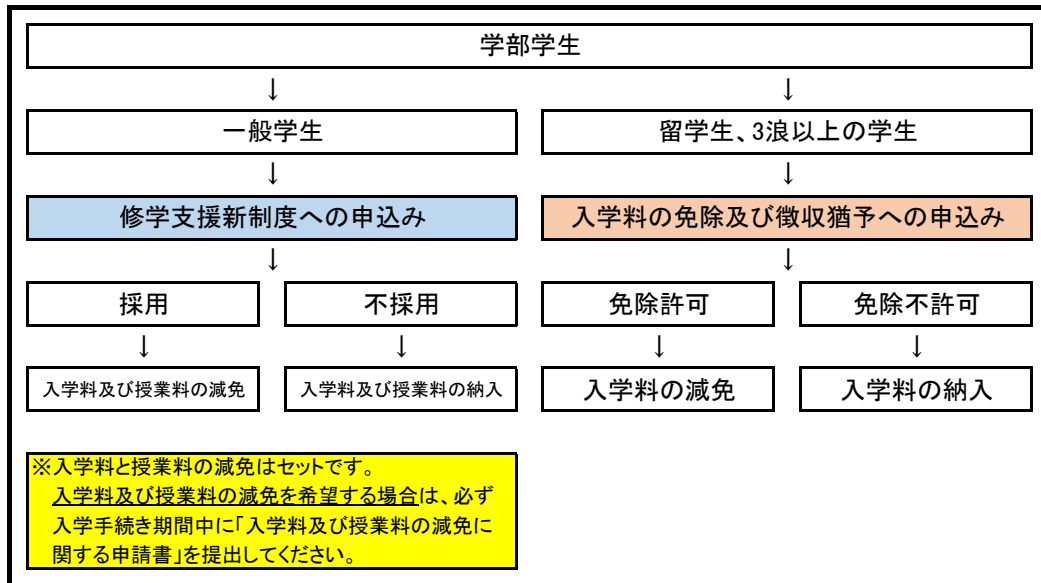 学部学生
↓ ↓
一般学生 留学生、3浪以上の学生
↓ ↓
修学支援新制度への申込み 入学料の免除及び徴収猶予への申込み
↓ ↓
採用 不採用 免除許可 免除不許可
↓ ↓ ↓ ↓
入学料及び授業料の減免 入学料及び授業料の納入 入学料の減免 入学料の納入
※入学料と授業料の減免はセットです。
入学料及び授業料の減免を希望する場合は、必ず
入学手続き期間中に「入学料及び授業料の減免に
関する申請書」を提出してください。